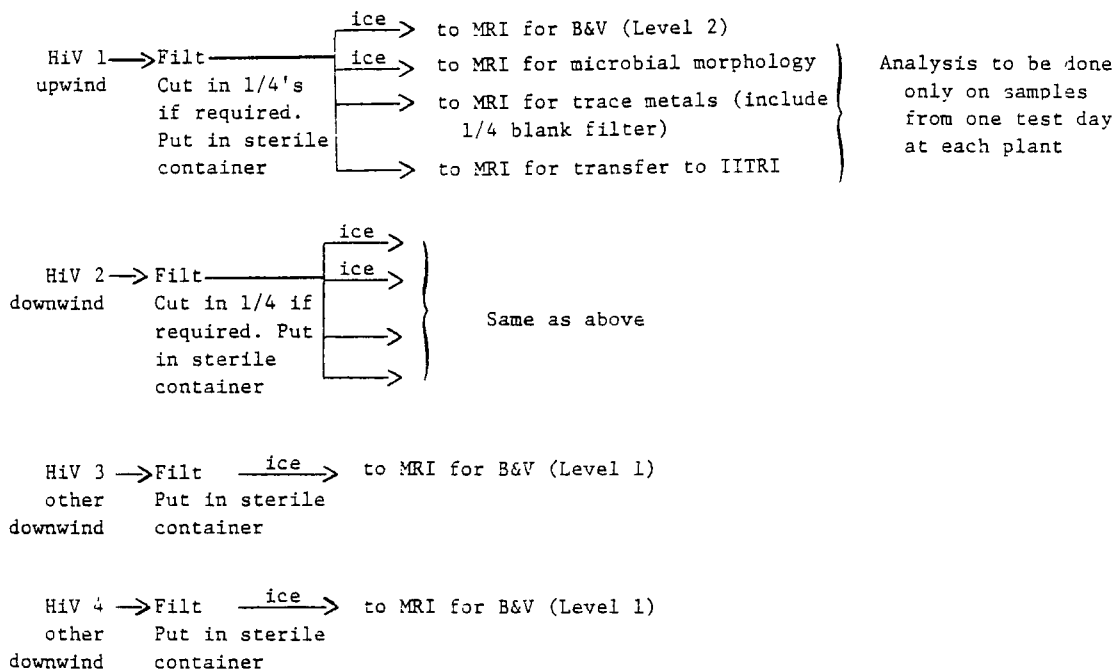 ice
to MRI for B&V (Level 2)
HiV 1
upwind
Filt
Cut in 1/4's
if required.
Put in sterile
container
ice
to MRI for microbial morphology
to MRI for trace metals (include
1/4 blank filter)
to MRI for transfer to IITRI
Analysis to be done
only on samples
from one test day
at each plant
HiV 2
downwind
Filt
Cut in 1/4 if
required. Put
in sterile
container
ice
ice
Same as above
HiV 3
other
downwind
Filt
Put in sterile
container
ice
to MRI for B&V (Level 1)
HiV 4
other
downwind
Filt
Put in sterile
container
ice
to MRI for B&V (Level 1)